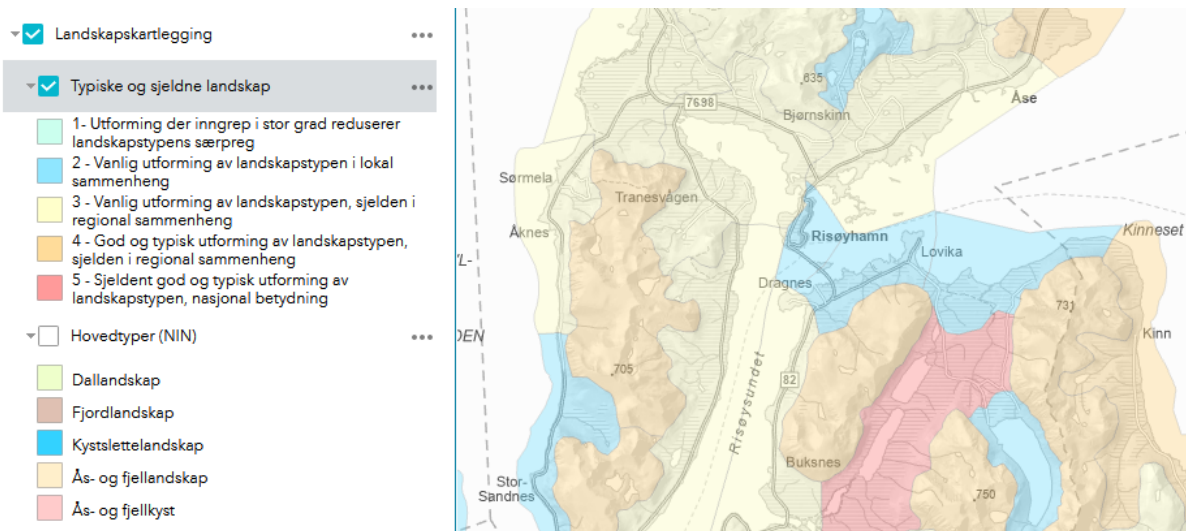 Landskapskartlegging
Typiske og sjeldne landskap
1- Utforming der inngrep i stor grad reduserer
landskapstypens særpreg
2 - Vanlig utforming av landskapstypen i lokal
sammenheng
3 - Vanlig utforming av landskapstypen, sjelden i
regional sammenheng
4 - God og typisk utforming av landskapstypen,
sjelden i regional sammenheng
5 - Sjeldent god og typisk utforming av
landskapstypen, nasjonal betydning
Hovedtyper (NIN)
Dallandskap
Fjordlandskap
Kystslettelandskap
Ås- og fjellandskap
Ås- og fjellkyst
635
7698
Åse
Bjørnskinn
Sørmela
Tranesvågen
Åknes
Risøyhamn
Kinneset
Lovika
L-
Dragnes
731
DEN
Kinn
705
82
Risøysundet
Buksnes
Stor-
Sandnes
750